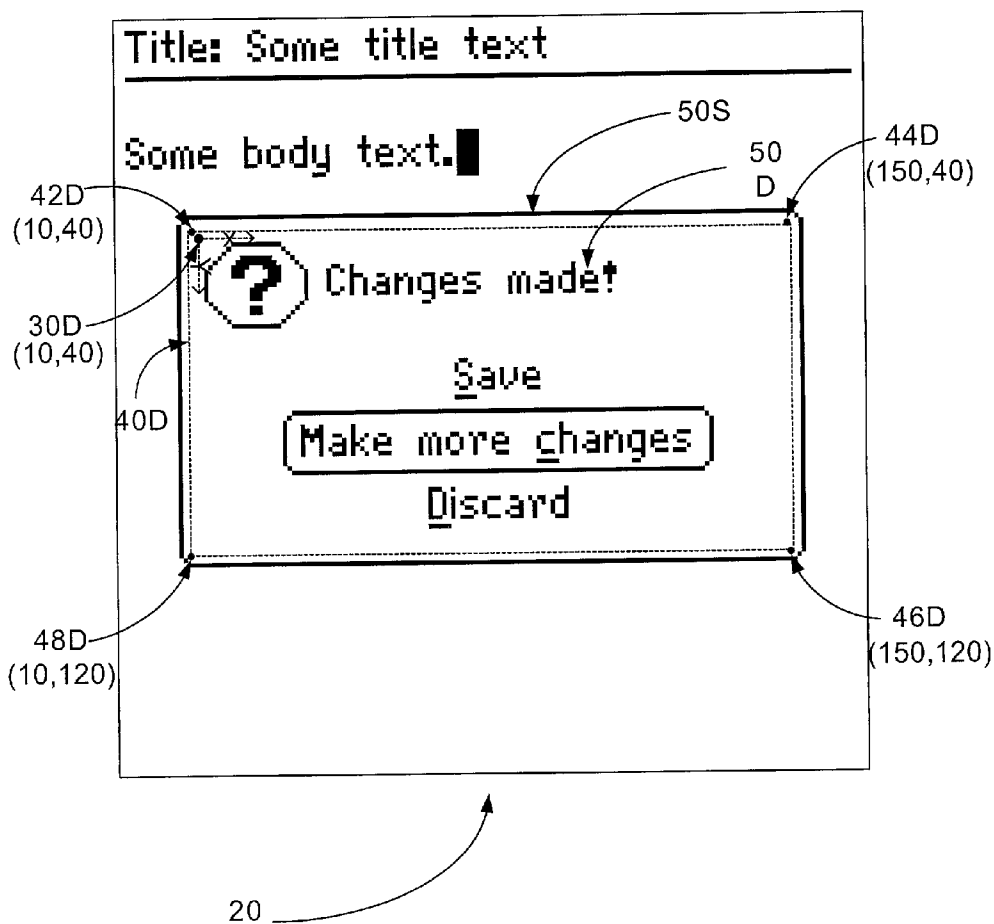 Title: Some title text
50S
Some body text.
50
D
44D
(150,40)
42D
(10,40)
X
Y
?
Changes made!
30D
(10,40)
40D
Save
Make more changes
Discard
48D
(10,120)
46D
(150,120)
20